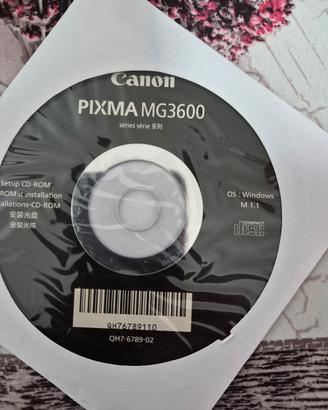 Canon
PIXMA MG3600
series série 系列
Setup CD-ROM
ROM d'installation
allations-CD-ROM
安装光盘
安裝光碟
OS : Windows
M 1.1
COMPACT
disc
QH76789110
QH7-6789-02